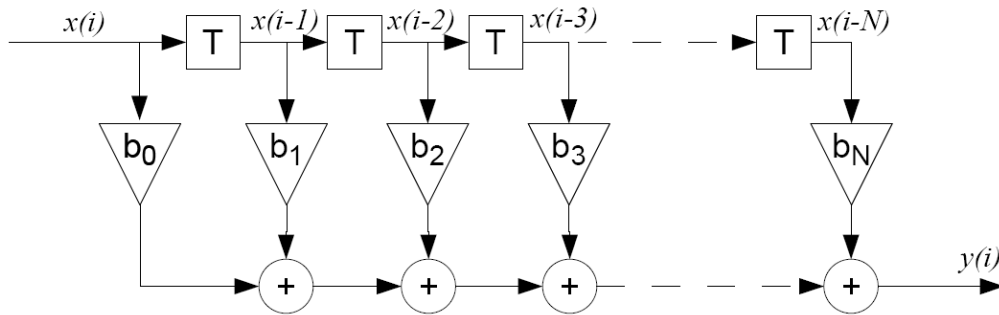 x(i) x(i-1) x(i-2) x(i-3) x(i-N)
T T T T
b0 b1 b2 b3 bN
+ + + +
y(i)